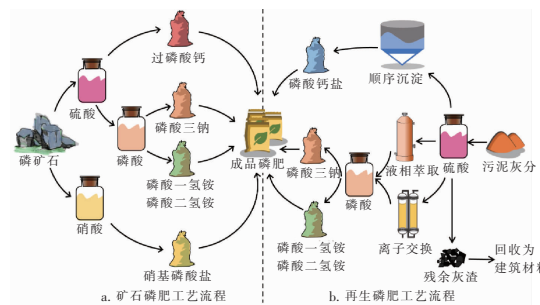 过磷酸钙
硫酸
磷酸三钠
磷矿石
磷酸
磷酸一氢铵
磷酸二氢铵
硝酸
硝基磷酸盐
成品磷肥
a. 矿石磷肥工艺流程
磷酸钙盐
顺序沉淀
磷酸三钠
液相萃取
硫酸
污泥灰分
磷酸
离子交换
磷酸一氢铵
磷酸二氢铵
残余灰渣
回收为
建筑材料
b. 再生磷肥工艺流程